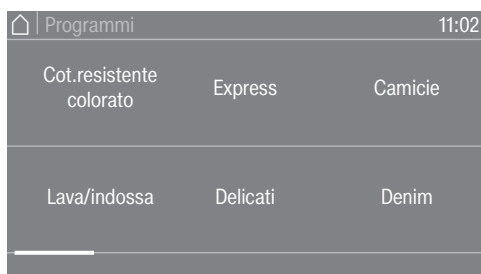 Programmi 11:02
Cot.resistente
colorato
Express
Camicie
Lava/indossa
Delicati
Denim